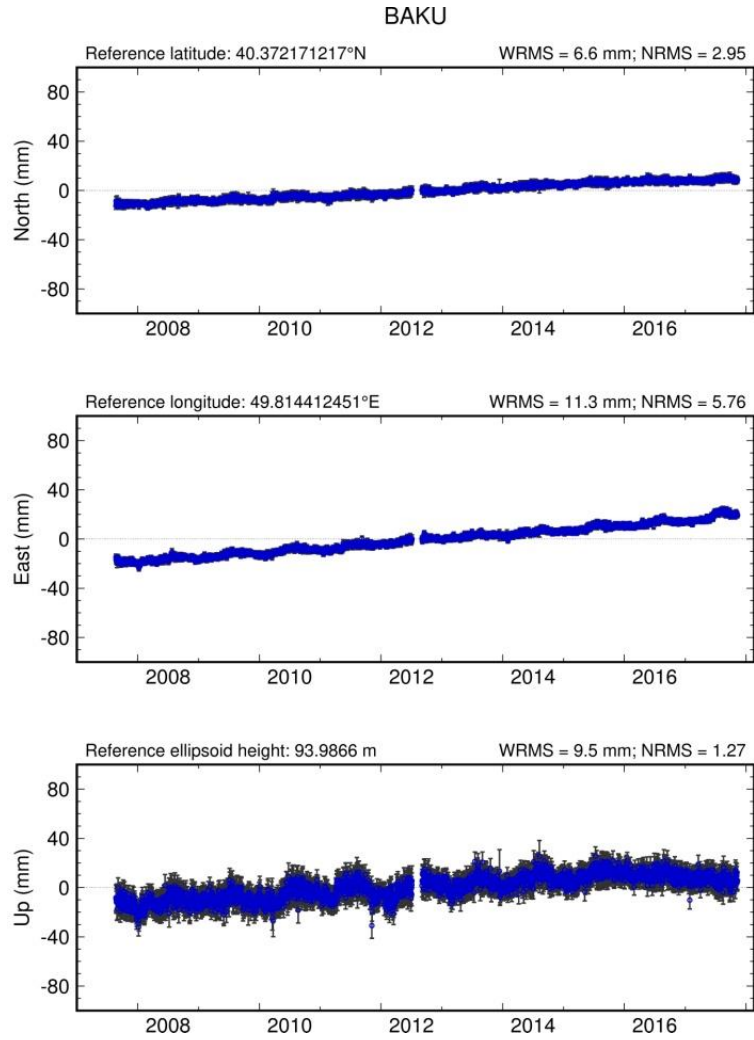 BAKU
Reference latitude: 40.372171217°N WRMS = 6.6 mm; NRMS = 2.95
North (mm)
80
40
0
-40
-80
2008 2010 2012 2014 2016
Reference longitude: 49.814412451°E WRMS = 11.3 mm; NRMS = 5.76
East (mm)
80
40
0
-40
-80
2008 2010 2012 2014 2016
Reference ellipsoid height: 93.9866 m WRMS = 9.5 mm; NRMS = 1.27
Up (mm)
80
40
0
-40
-80
2008 2010 2012 2014 2016